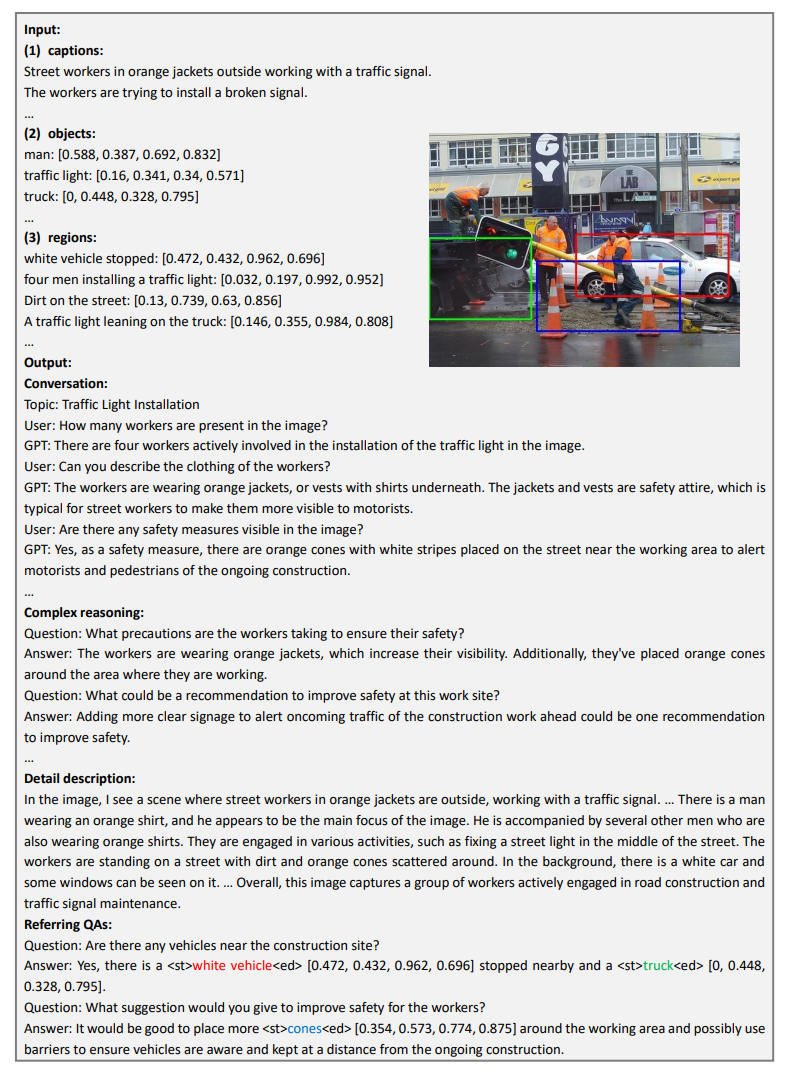 Input:
(1) captions:
Street workers in orange jackets outside working with a traffic signal.
The workers are trying to install a broken signal.
...
(2) objects:
man: [0.588, 0.387, 0.692, 0.832]
traffic light: [0.16, 0.341, 0.34, 0.571]
truck: [0, 0.448, 0.328, 0.795]
...
(3) regions:
white vehicle stopped: [0.472, 0.432, 0.962, 0.696]
four men installing a traffic light: [0.032, 0.197, 0.992, 0.952]
Dirt on the street: [0.13, 0.739, 0.63, 0.856]
A traffic light leaning on the truck: [0.146, 0.355, 0.984, 0.808]
...
G
Y
THE
LAB
Output:
Conversation:
Topic: Traffic Light Installation
User: How many workers are present in the image?
GPT: There are four workers actively involved in the installation of the traffic light in the image.
User: Can you describe the clothing of the workers?
GPT: The workers are wearing orange jackets, or vests with shirts underneath. The jackets and vests are safety attire, which is
typical for street workers to make them more visible to motorists.
User: Are there any safety measures visible in the image?
GPT: Yes, as a safety measure, there are orange cones with white stripes placed on the street near the working area to alert
motorists and pedestrians of the ongoing construction.
...
Complex reasoning:
Question: What precautions are the workers taking to ensure their safety?
Answer: The workers are wearing orange jackets, which increase their visibility. Additionally, they've placed orange cones
around the area where they are working.
Question: What could be a recommendation to improve safety at this work site?
Answer: Adding more clear signage to alert oncoming traffic of the construction work ahead could be one recommendation
to improve safety.
...
Detail description:
In the image, I see a scene where street workers in orange jackets are outside, working with a traffic signal. ... There is a man
wearing an orange shirt, and he appears to be the main focus of the image. He is accompanied by several other men who are
also wearing orange shirts. They are engaged in various activities, such as fixing a street light in the middle of the street. The
workers are standing on a street with dirt and orange cones scattered around. In the background, there is a white car and
some windows can be seen on it. ... Overall, this image captures a group of workers actively engaged in road construction and
traffic signal maintenance.
Referring QAs:
Question: Are there any vehicles near the construction site?
Answer: Yes, there is a <st>white vehicle<ed> [0.472, 0.432, 0.962, 0.696] stopped nearby and a <st>truck<ed> [0, 0.448,
0.328, 0.795].
Question: What suggestion would you give to improve safety for the workers?
Answer: It would be good to place more <st>cones<ed> [0.354, 0.573, 0.774, 0.875] around the working area and possibly use
barriers to ensure vehicles are aware and kept at a distance from the ongoing construction.